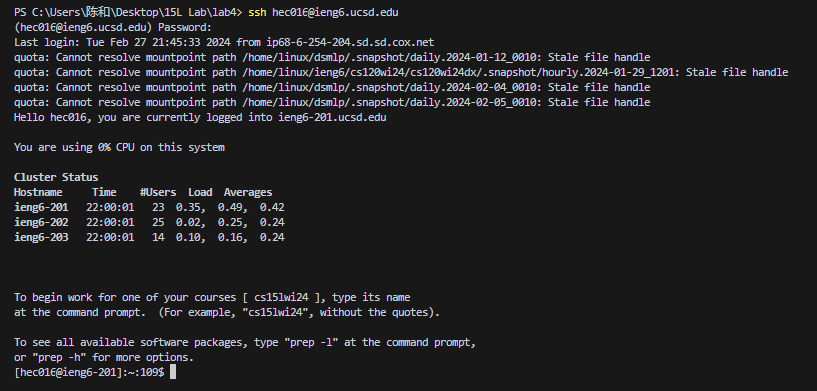 PS C:\Users\陈和\Desktop\15L Lab\lab4> ssh hec016@ieng6.ucsd.edu
(hec016@ieng6.ucsd.edu) Password:
Last login: Tue Feb 27 21:45:33 2024 from ip68-6-254-204.sd.sd.cox.net
quota: Cannot resolve mountpoint path /home/linux/dsmlp/.snapshot/daily.2024-01-12_0010: Stale file handle
quota: Cannot resolve mountpoint path /home/linux/ieng6/cs120wi24/cs120wi24dx/.snapshot/hourly.2024-01-29_1201: Stale file handle
quota: Cannot resolve mountpoint path /home/linux/dsmlp/.snapshot/daily.2024-02-04_0010: Stale file handle
quota: Cannot resolve mountpoint path /home/linux/dsmlp/.snapshot/daily.2024-02-05_0010: Stale file handle
Hello hec016, you are currently logged into ieng6-201.ucsd.edu
You are using 0% CPU on this system
Cluster Status
Hostname Time #Users Load Averages
ieng6-201 22:00:01 23 0.35, 0.49, 0.42
ieng6-202 22:00:01 25 0.02, 0.25, 0.24
ieng6-203 22:00:01 14 0.10, 0.16, 0.24
To begin work for one of your courses [ cs15lwi24 ], type its name
at the command prompt. (For example, "cs15lwi24", without the quotes).
To see all available software packages, type "prep -l" at the command prompt,
or "prep -h" for more options.
[hec016@ieng6-201]:~:109$